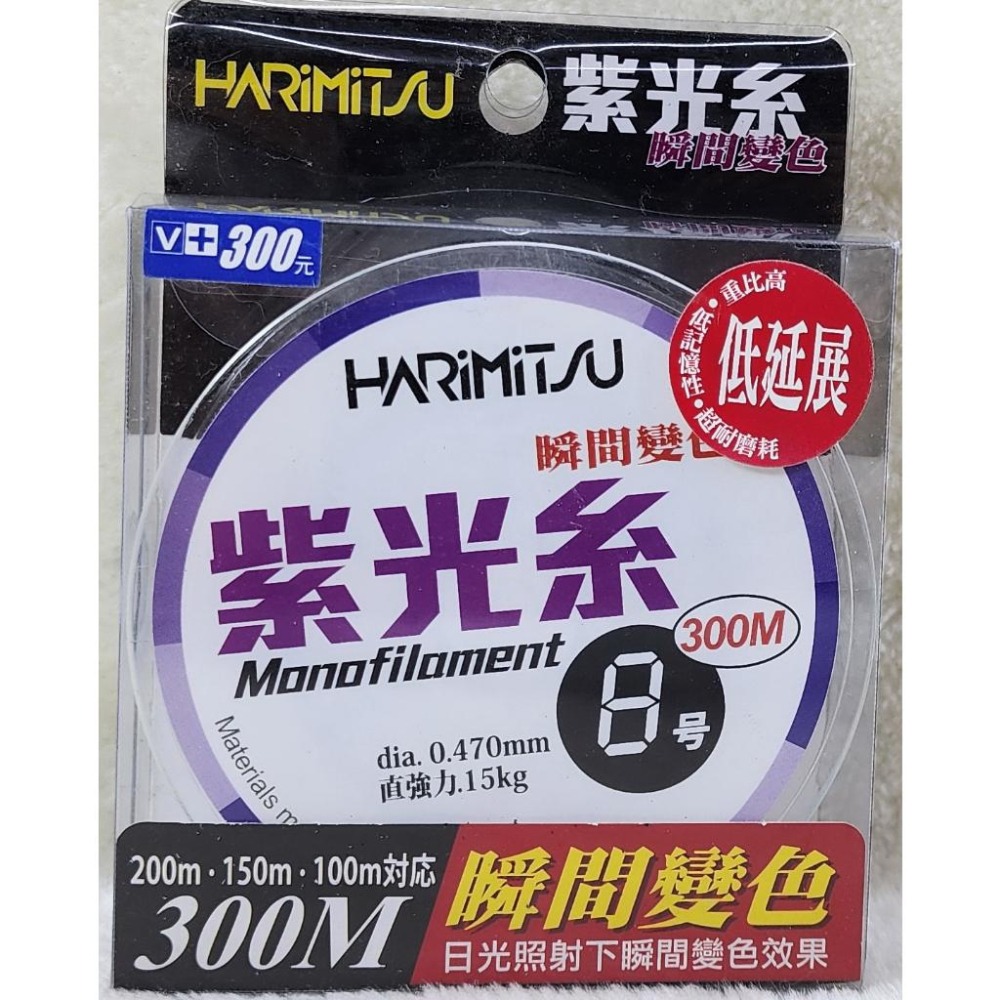 HARiMiTSU
紫光糸
瞬間變色
V+300元
重比高
低記憶性
低延展
超耐磨耗
HARiMiTSU
瞬間變色
紫光糸
Monofilament
300M
8号
dia. 0.470mm
直強力.15kg
Materials m
200m·150m·100m対応
300M
瞬間變色
日光照射下瞬間變色效果